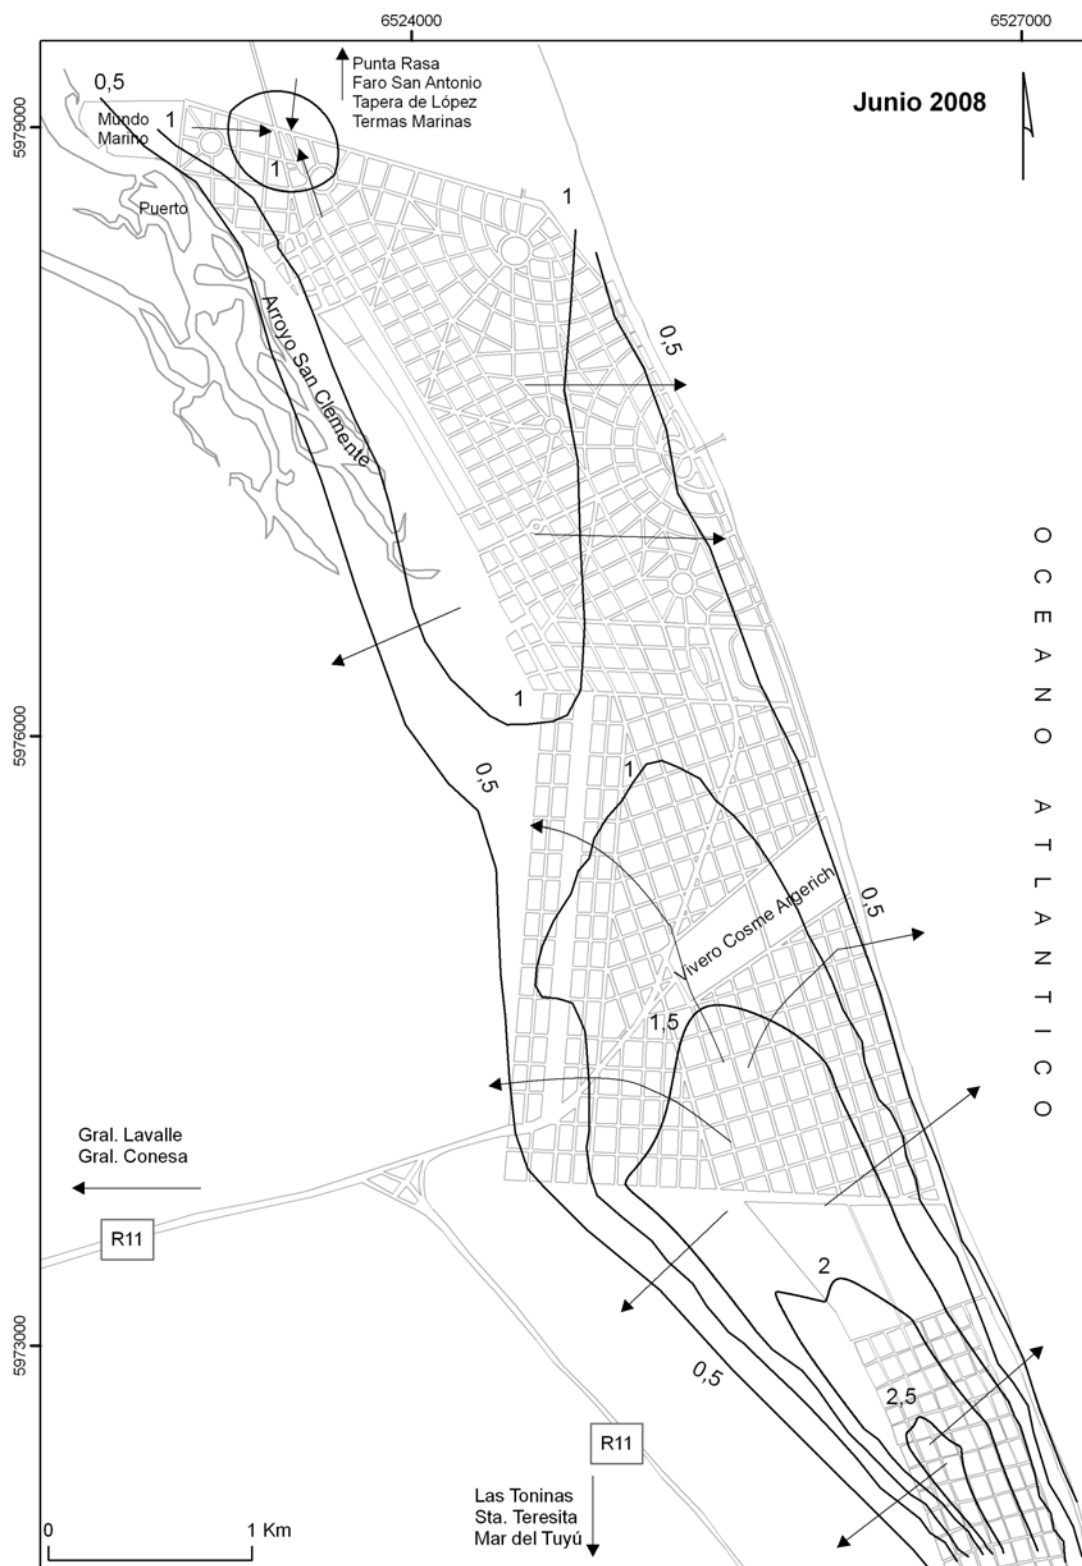 6524000
6527000
Punta Rasa
Faro San Antonio
Tapera de López
Termas Marinas
Junio 2008
0,5
5979000
Mundo
Marino
1
1
1
Puerto
0,5
Arroyo San Clemente
OCEANO ATLANTICO
1
5976000
0,5
1
Vivero Cosme Argerich
0,5
1,5
Gral. Lavalle
Gral. Conesa
R11
2
5973000
0,5
2,5
R11
Las Toninas
Sta. Teresita
Mar del Tuyú
0
1 Km